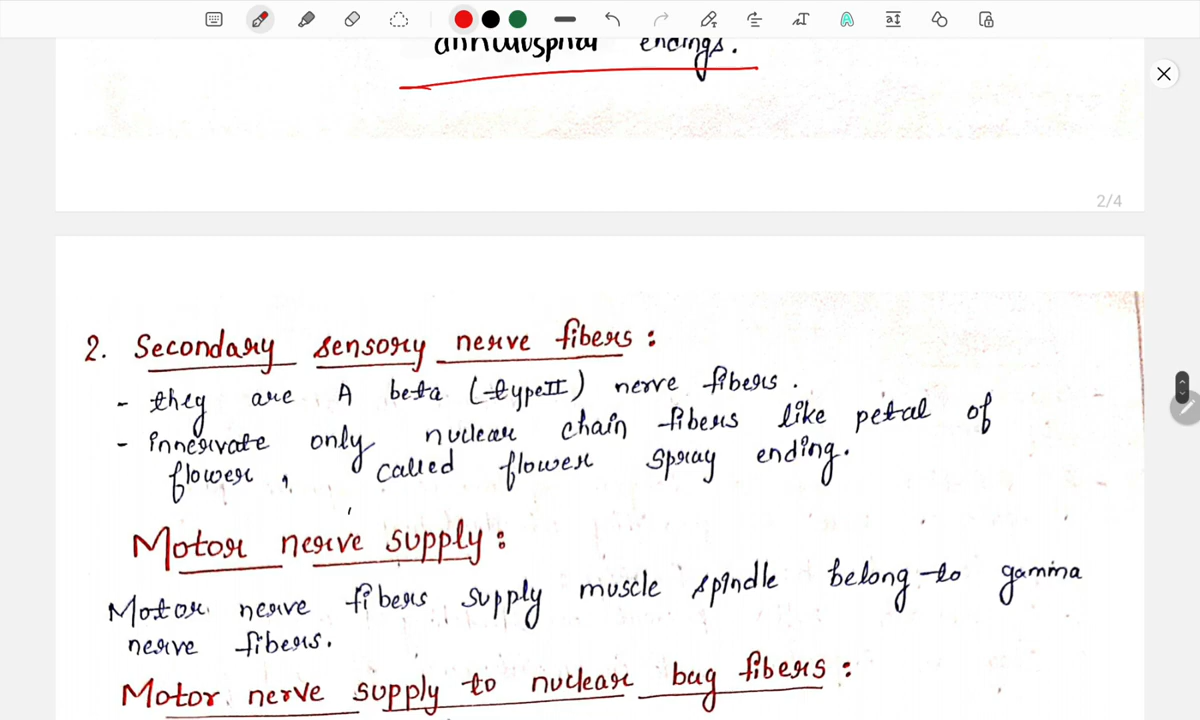 annulospiral endings.
2/4
2. Secondary sensory nerve fibers :
- they are A beta (type II) nerve fibers .
- innervate only nuclear chain fibers like petal of
flower , called flower spray ending.
Motor nerve supply :
Motor nerve fibers supply muscle spindle belong to gamma
nerve fibers.
Motor nerve supply to nuclear bag fibers :